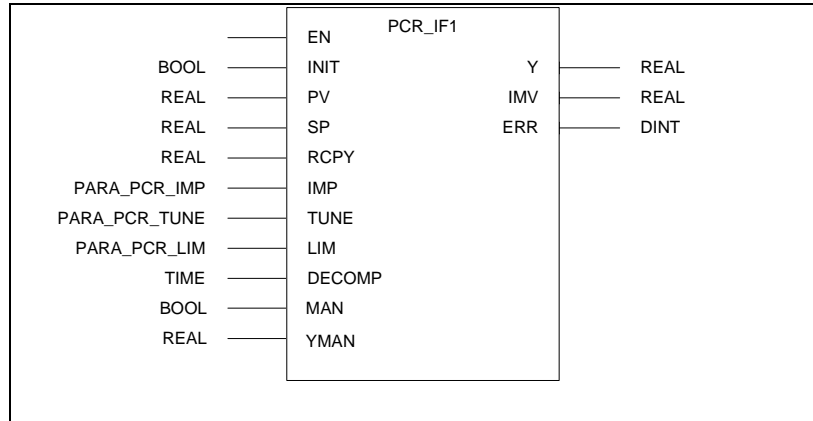 PCR_IF1
EN
BOOL INIT Y REAL
REAL PV IMV REAL
REAL SP ERR DINT
REAL RCPY
PARA_PCR_IMP IMP
PARA_PCR_TUNE TUNE
PARA_PCR_LIM LIM
TIME DECOMP
BOOL MAN
REAL YMAN